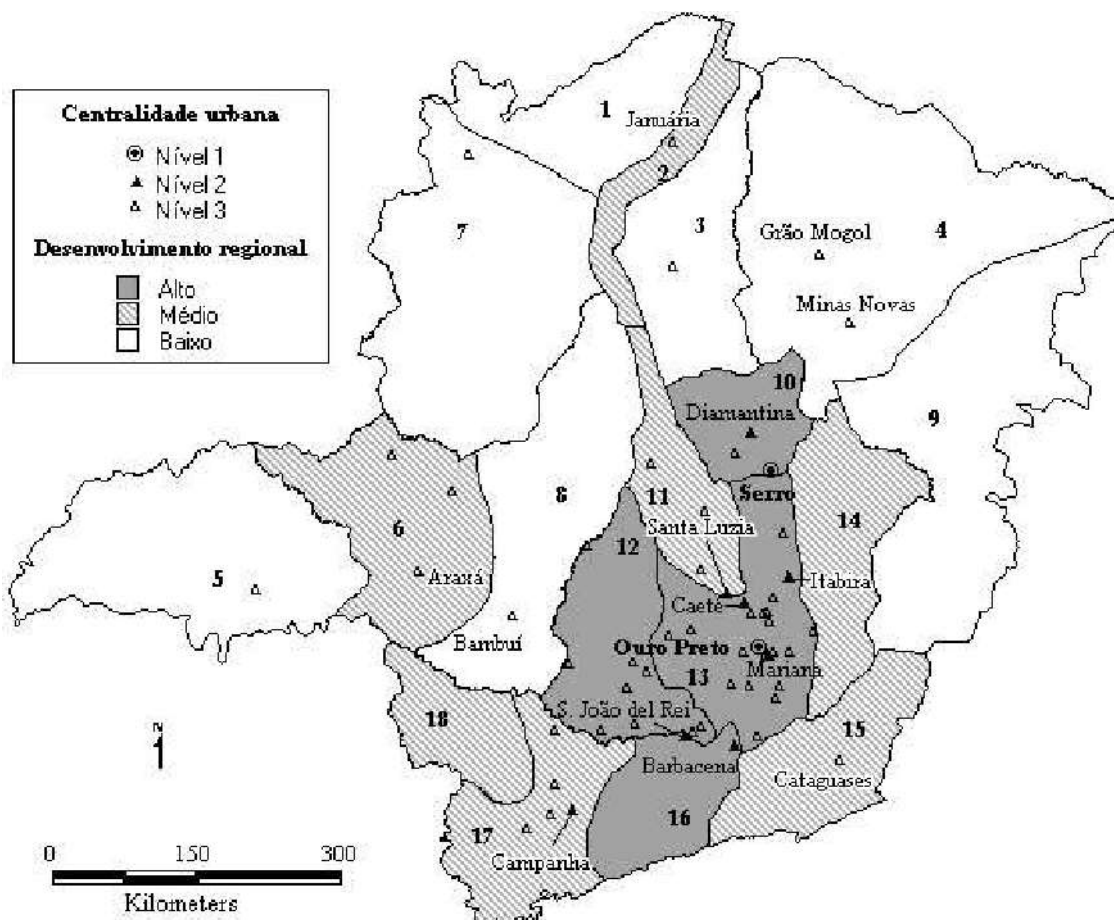 Centralidade urbana
Nível 1
Nível 2
Nível 3
Desenvolvimento regional
Alto
Médio
Baixo
1
Januária
2
7
3
Grão Mogol
4
Minas Novas
10
Diamantina
9
8
11
Serro
6
12
Santa Luzia
14
5
Araxá
Itabira
Caeté
Bambuí
Ouro Preto
Mariana
13
S. João del Rei
18
15
Barbacena
Cataguases
N
16
17
Campanha
0 150 300
Kilometers